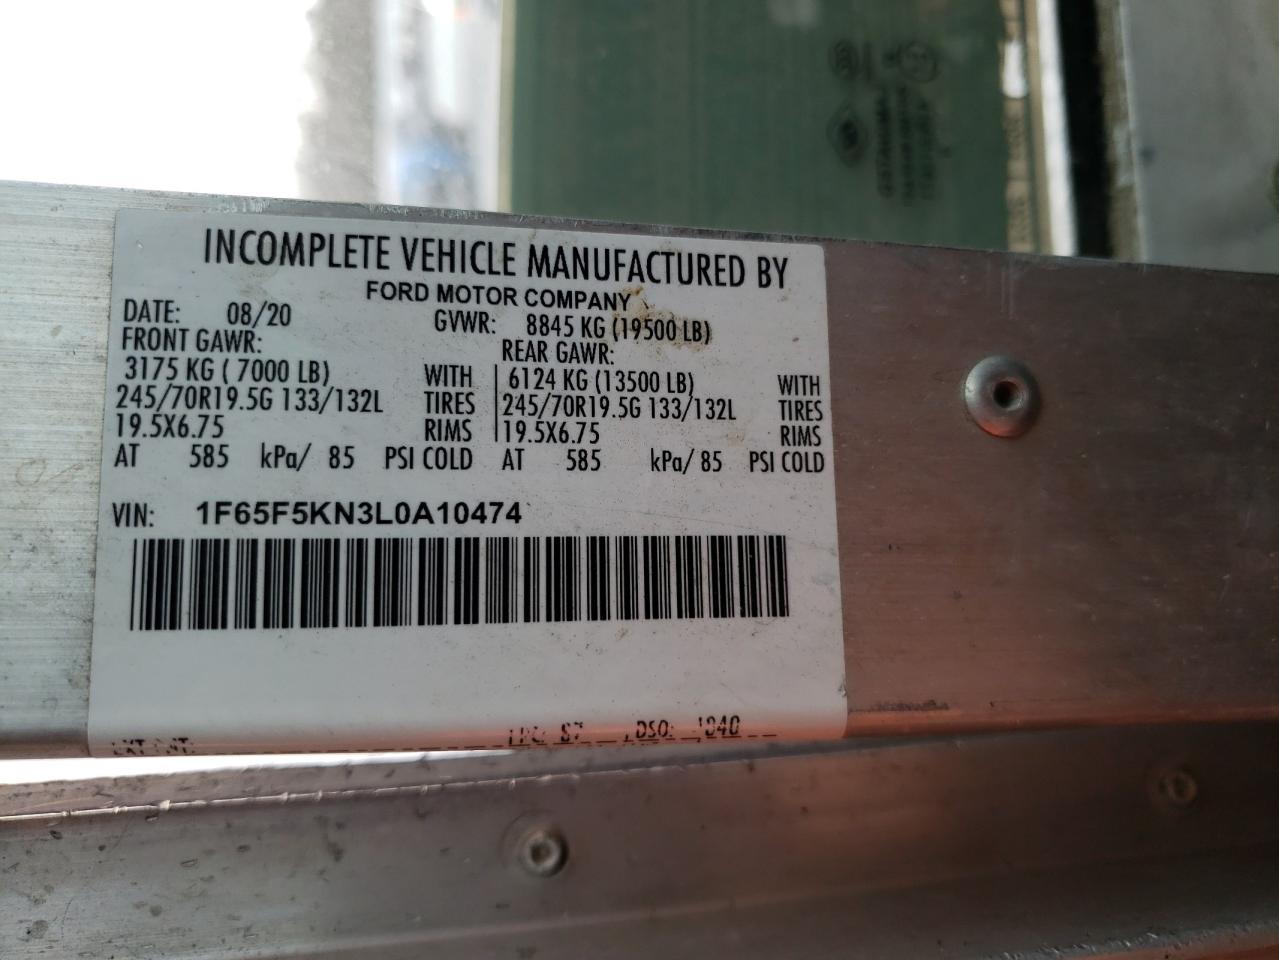 INCOMPLETE VEHICLE MANUFACTURED BY
FORD MOTOR COMPANY
DATE: 08/20 GVWR: 8845 KG (19500 LB)
FRONT GAWR: REAR GAWR:
3175 KG ( 7000 LB) WITH 6124 KG (13500 LB) WITH
245/70R19.5G 133/132L TIRES 245/70R19.5G 133/132L TIRES
19.5X6.75 RIMS 19.5X6.75 RIMS
AT 585 kPa/ 85 PSI COLD AT 585 kPa/ 85 PSI COLD
VIN: 1F65F5KN3L0A10474
DSO: